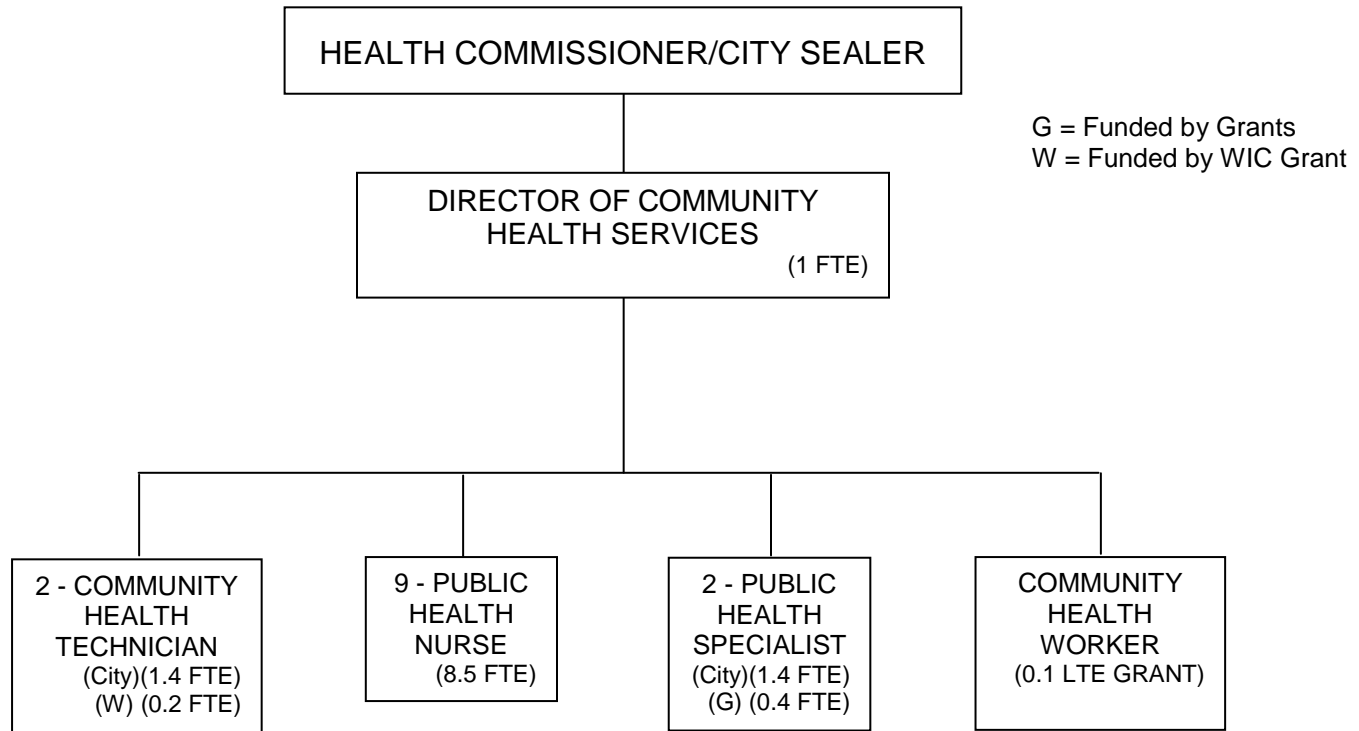 HEALTH COMMISSIONER/CITY SEALER
G = Funded by Grants
W = Funded by WIC Grant
DIRECTOR OF COMMUNITY
HEALTH SERVICES
(1 FTE)
2 - COMMUNITY
HEALTH
TECHNICIAN
(City)(1.4 FTE)
(W) (0.2 FTE)
9 - PUBLIC
HEALTH
NURSE
(8.5 FTE)
2 - PUBLIC
HEALTH
SPECIALIST
(City)(1.4 FTE)
(G) (0.4 FTE)
COMMUNITY
HEALTH
WORKER
(0.1 LTE GRANT)